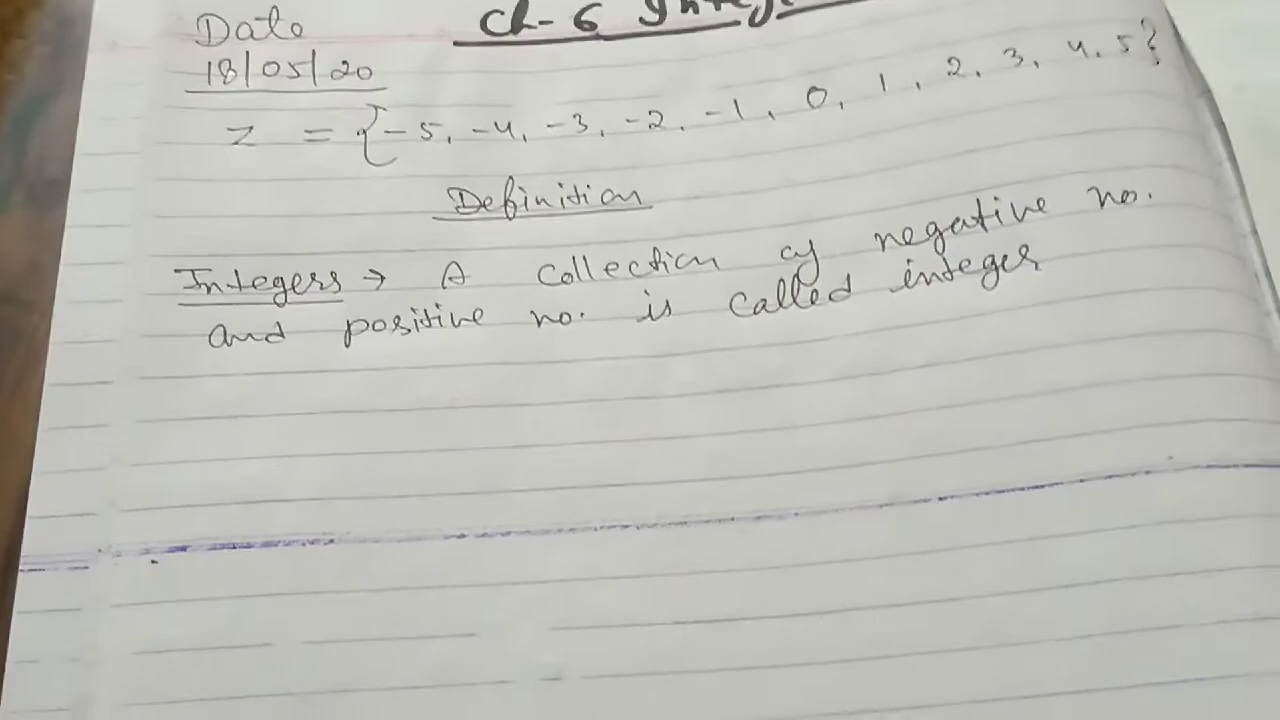 Date
Ch-6
18/05/20
Z = {-5, -4, -3, -2, -1, 0, 1, 2, 3, 4, 5}
Definition
Integers → A collection of negative no.
and positive no. is called integer